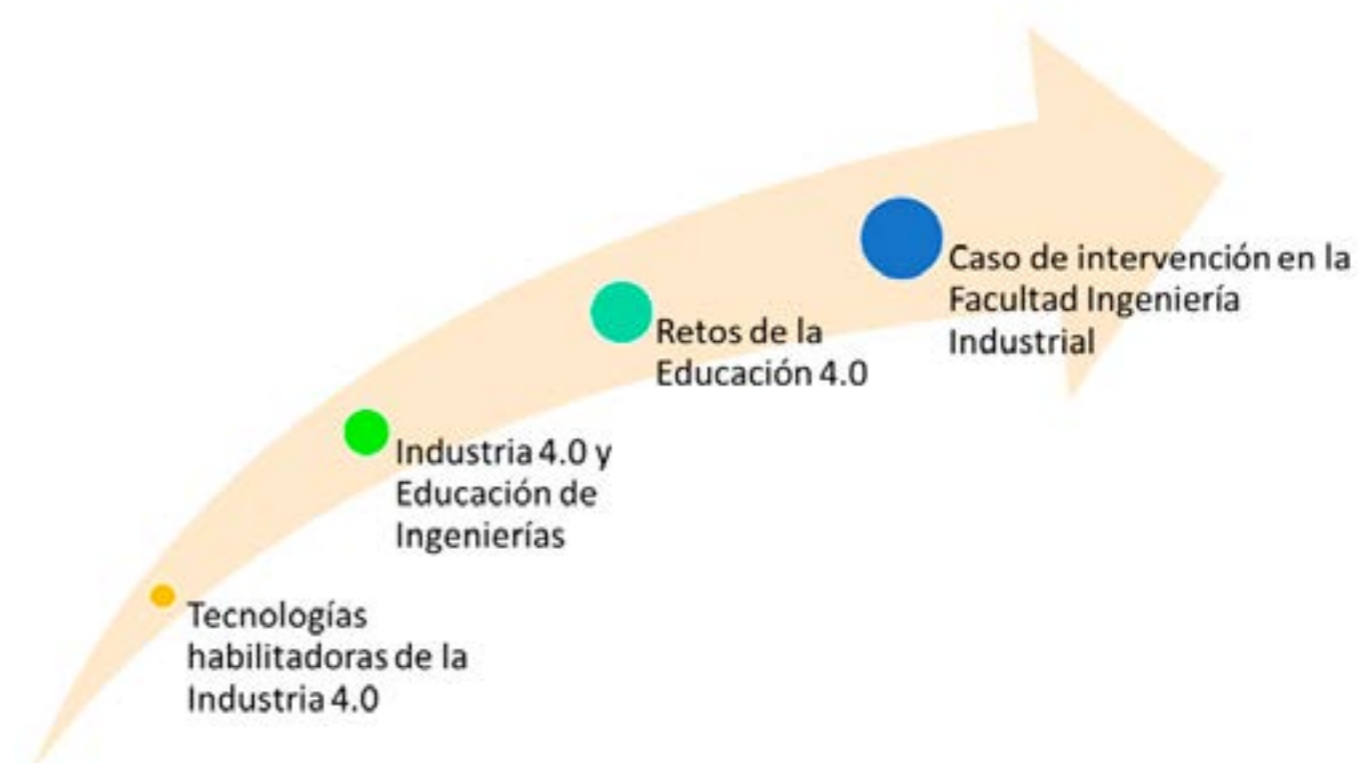 Caso de intervención en la
Facultad Ingeniería
Industrial
Retos de la
Educación 4.0
Industria 4.0 y
Educación de
Ingenierías
Tecnologías
habilitadoras de la
Industria 4.0